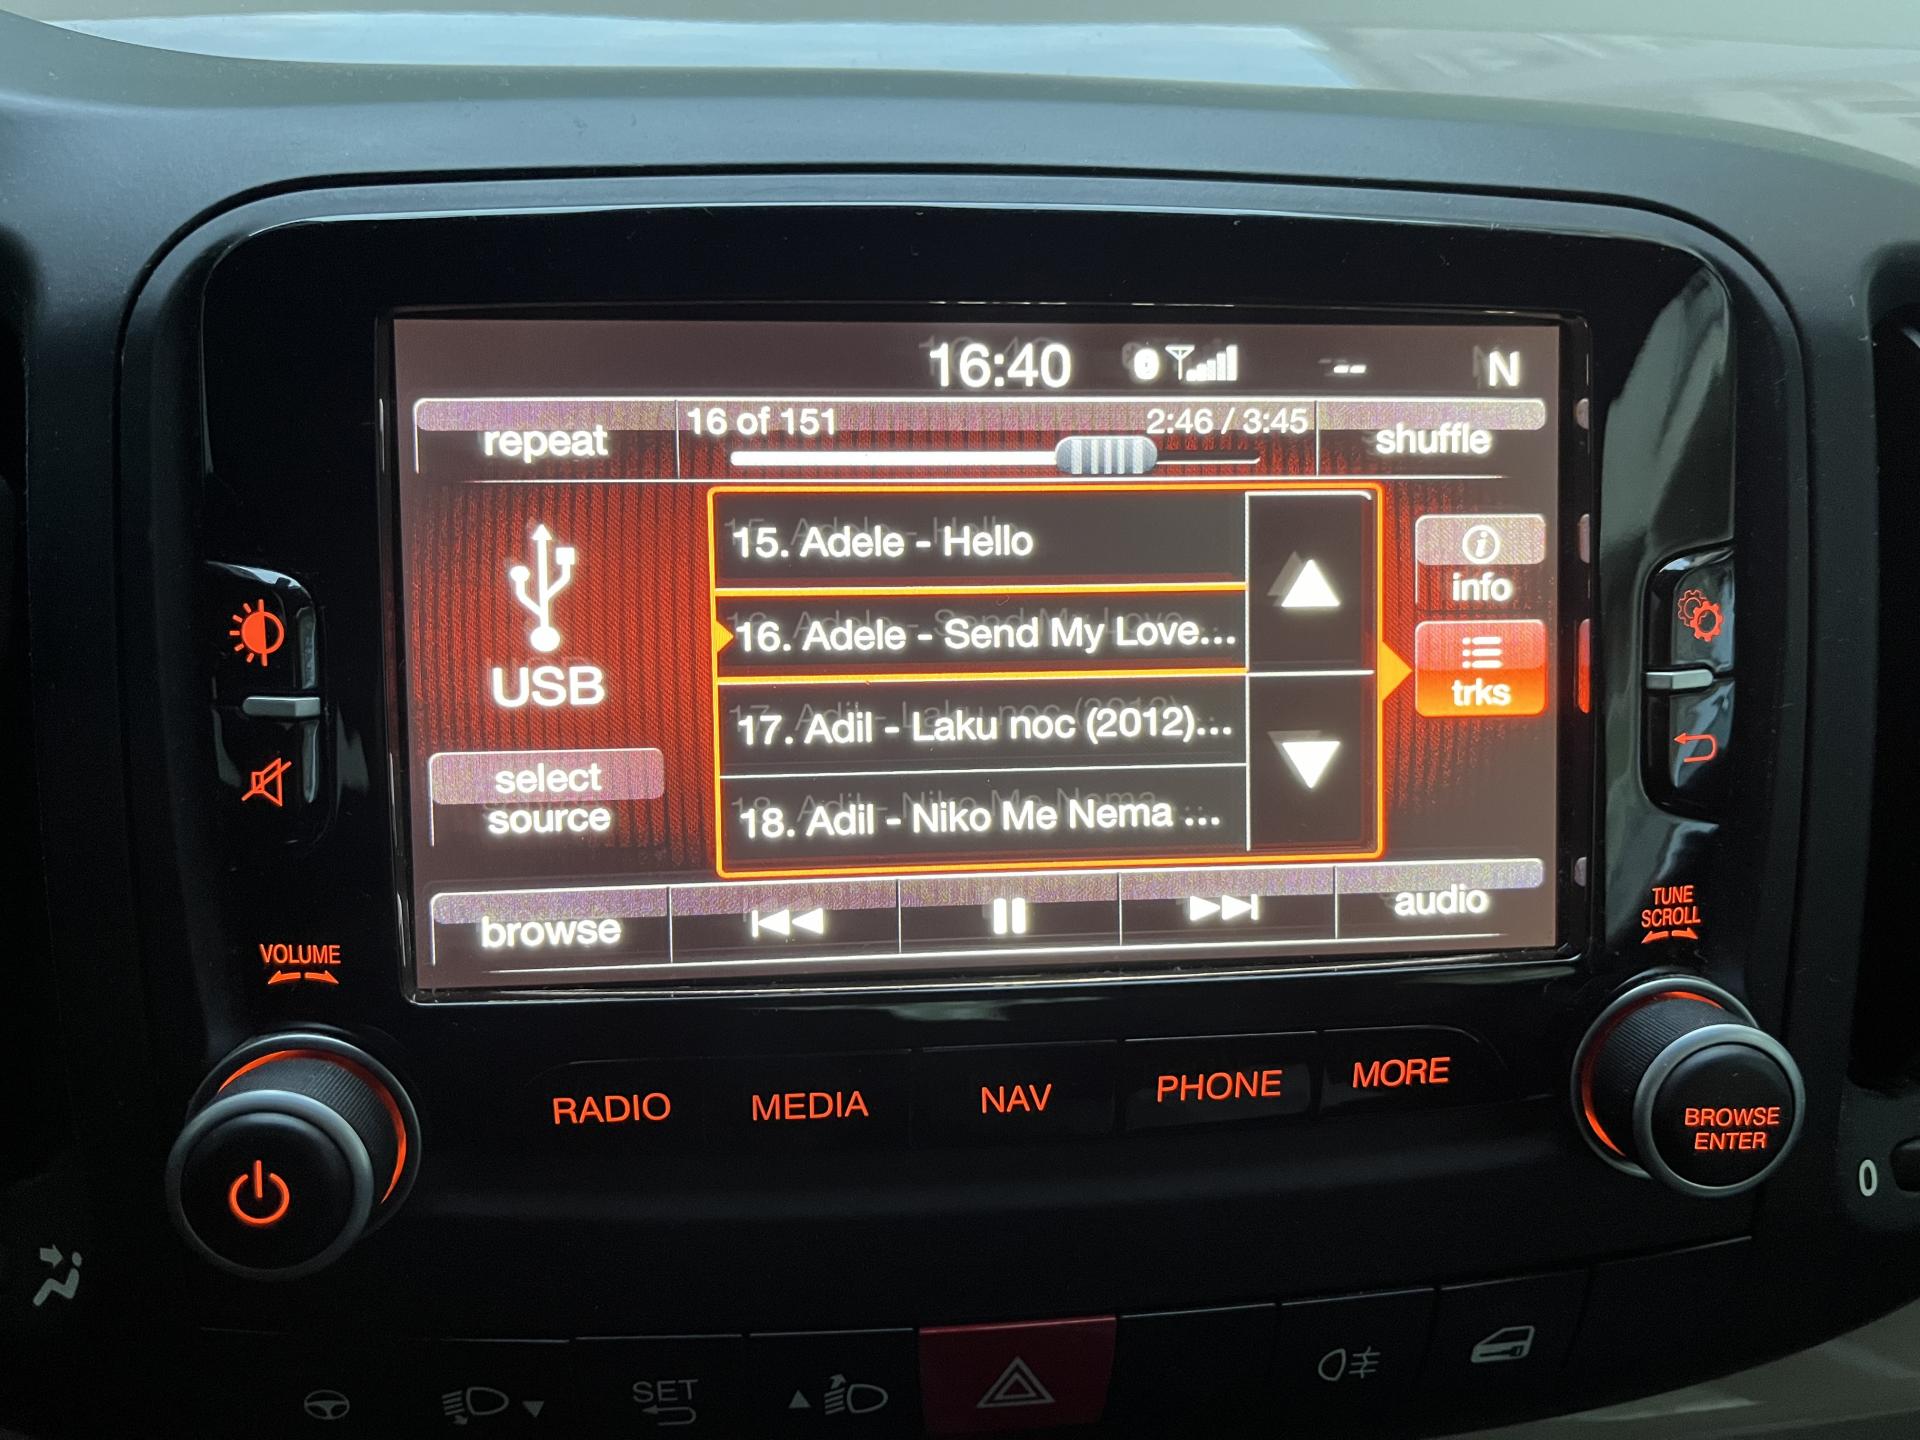 16:40 -- N
repeat
16 of 151 2:46 / 3:45
shuffle
15. Adele - Hello
16. Adele - Send My Love...
17. Adil - Laku noc (2012)...
18. Adil - Niko Me Nema ...
USB
select
source
info
trks
browse
audio
VOLUME
TUNE
SCROLL
RADIO MEDIA NAV PHONE MORE
BROWSE
ENTER
0
SET